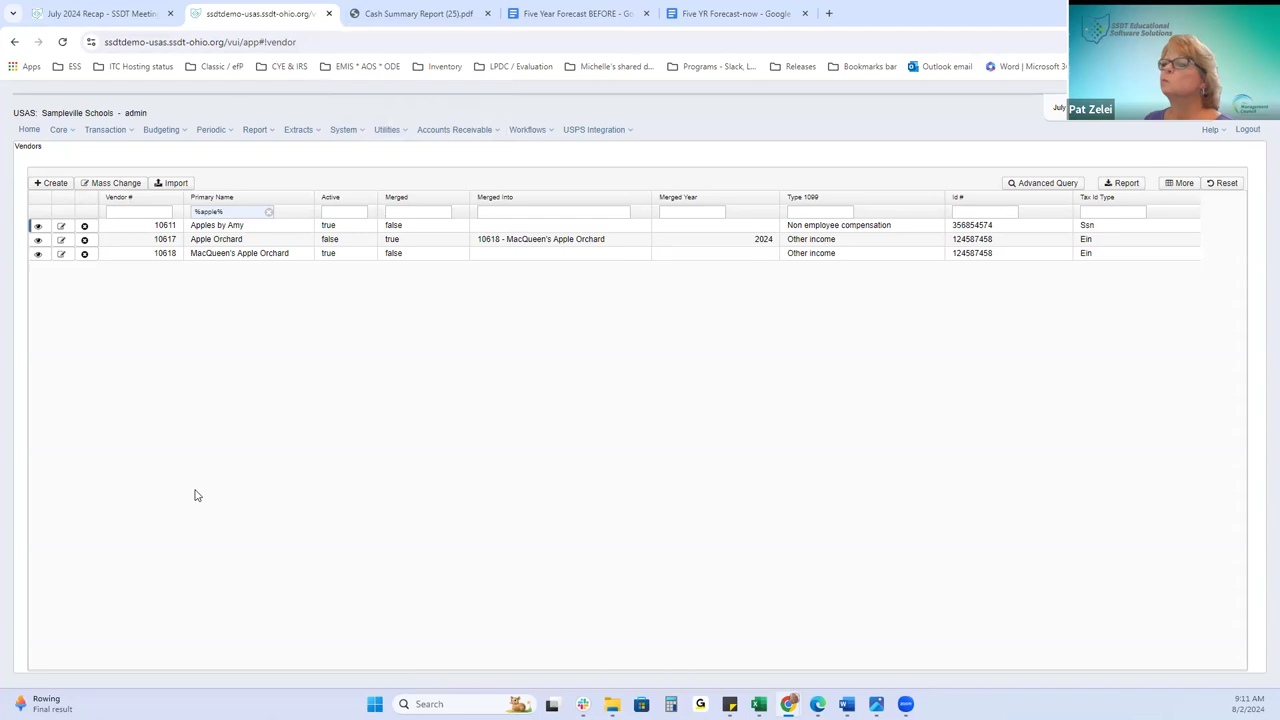 July 2024 Recap - SSDT Meetin
ssdtdemo-usas.ssdt-ohio.org/v
Cash Summary Report (25).pdf
Five Year Forecast BEFORE - Go
Five YR Forecast-now - Google
ssdtdemo-usas.ssdt-ohio.org/vui/app#!vendor
Apps ESS ITC Hosting status Classic / efP CYE & IRS EMIS * AOS * ODE Inventory LPDC / Evaluation Michelle's shared d... Programs - Slack, L... Releases Bookmarks bar Outlook email Word | Microsoft 3
SSDT Educational
Software Solutions
Management
Council
Pat Zelei
July
USAS: Sampleville Schools - admin
Home Core Transaction Budgeting Periodic Report Extracts System Utilities Accounts Receivable Workflows USPS Integration Help Logout
Vendors
Create Mass Change Import Advanced Query Report More Reset
Vendor # Primary Name Active Merged Merged Into Merged Year Type 1099 Id # Tax Id Type
%apple%
10611 Apples by Amy true false Non employee compensation 356854574 Ssn
10617 Apple Orchard false true 10618 - MacQueen's Apple Orchard 2024 Other income 124587458 Ein
10618 MacQueen's Apple Orchard true false Other income 124587458 Ein
Rowing
Final result
Search
9:11 AM
8/2/2024